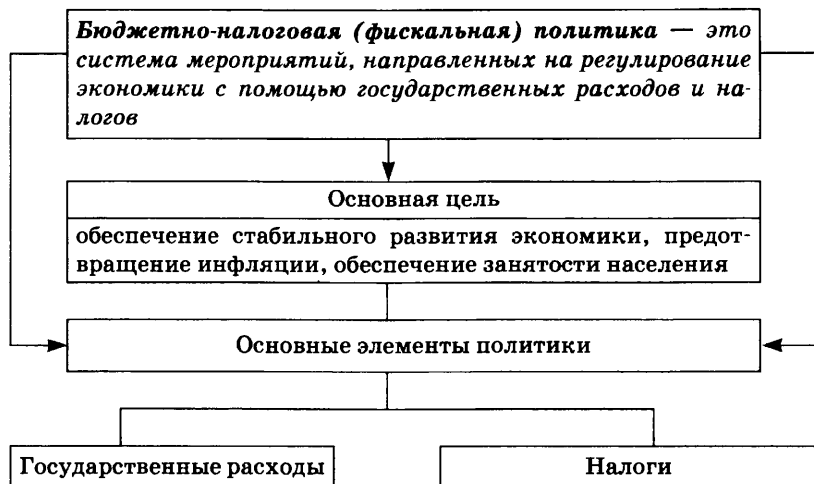 Бюджетно-налоговая (фискальная) политика — это
система мероприятий, направленных на регулирование
экономики с помощью государственных расходов и на-
логов
Основная цель
обеспечение стабильного развития экономики, предот-
вращение инфляции, обеспечение занятости населения
Основные элементы политики
Государственные расходы
Налоги